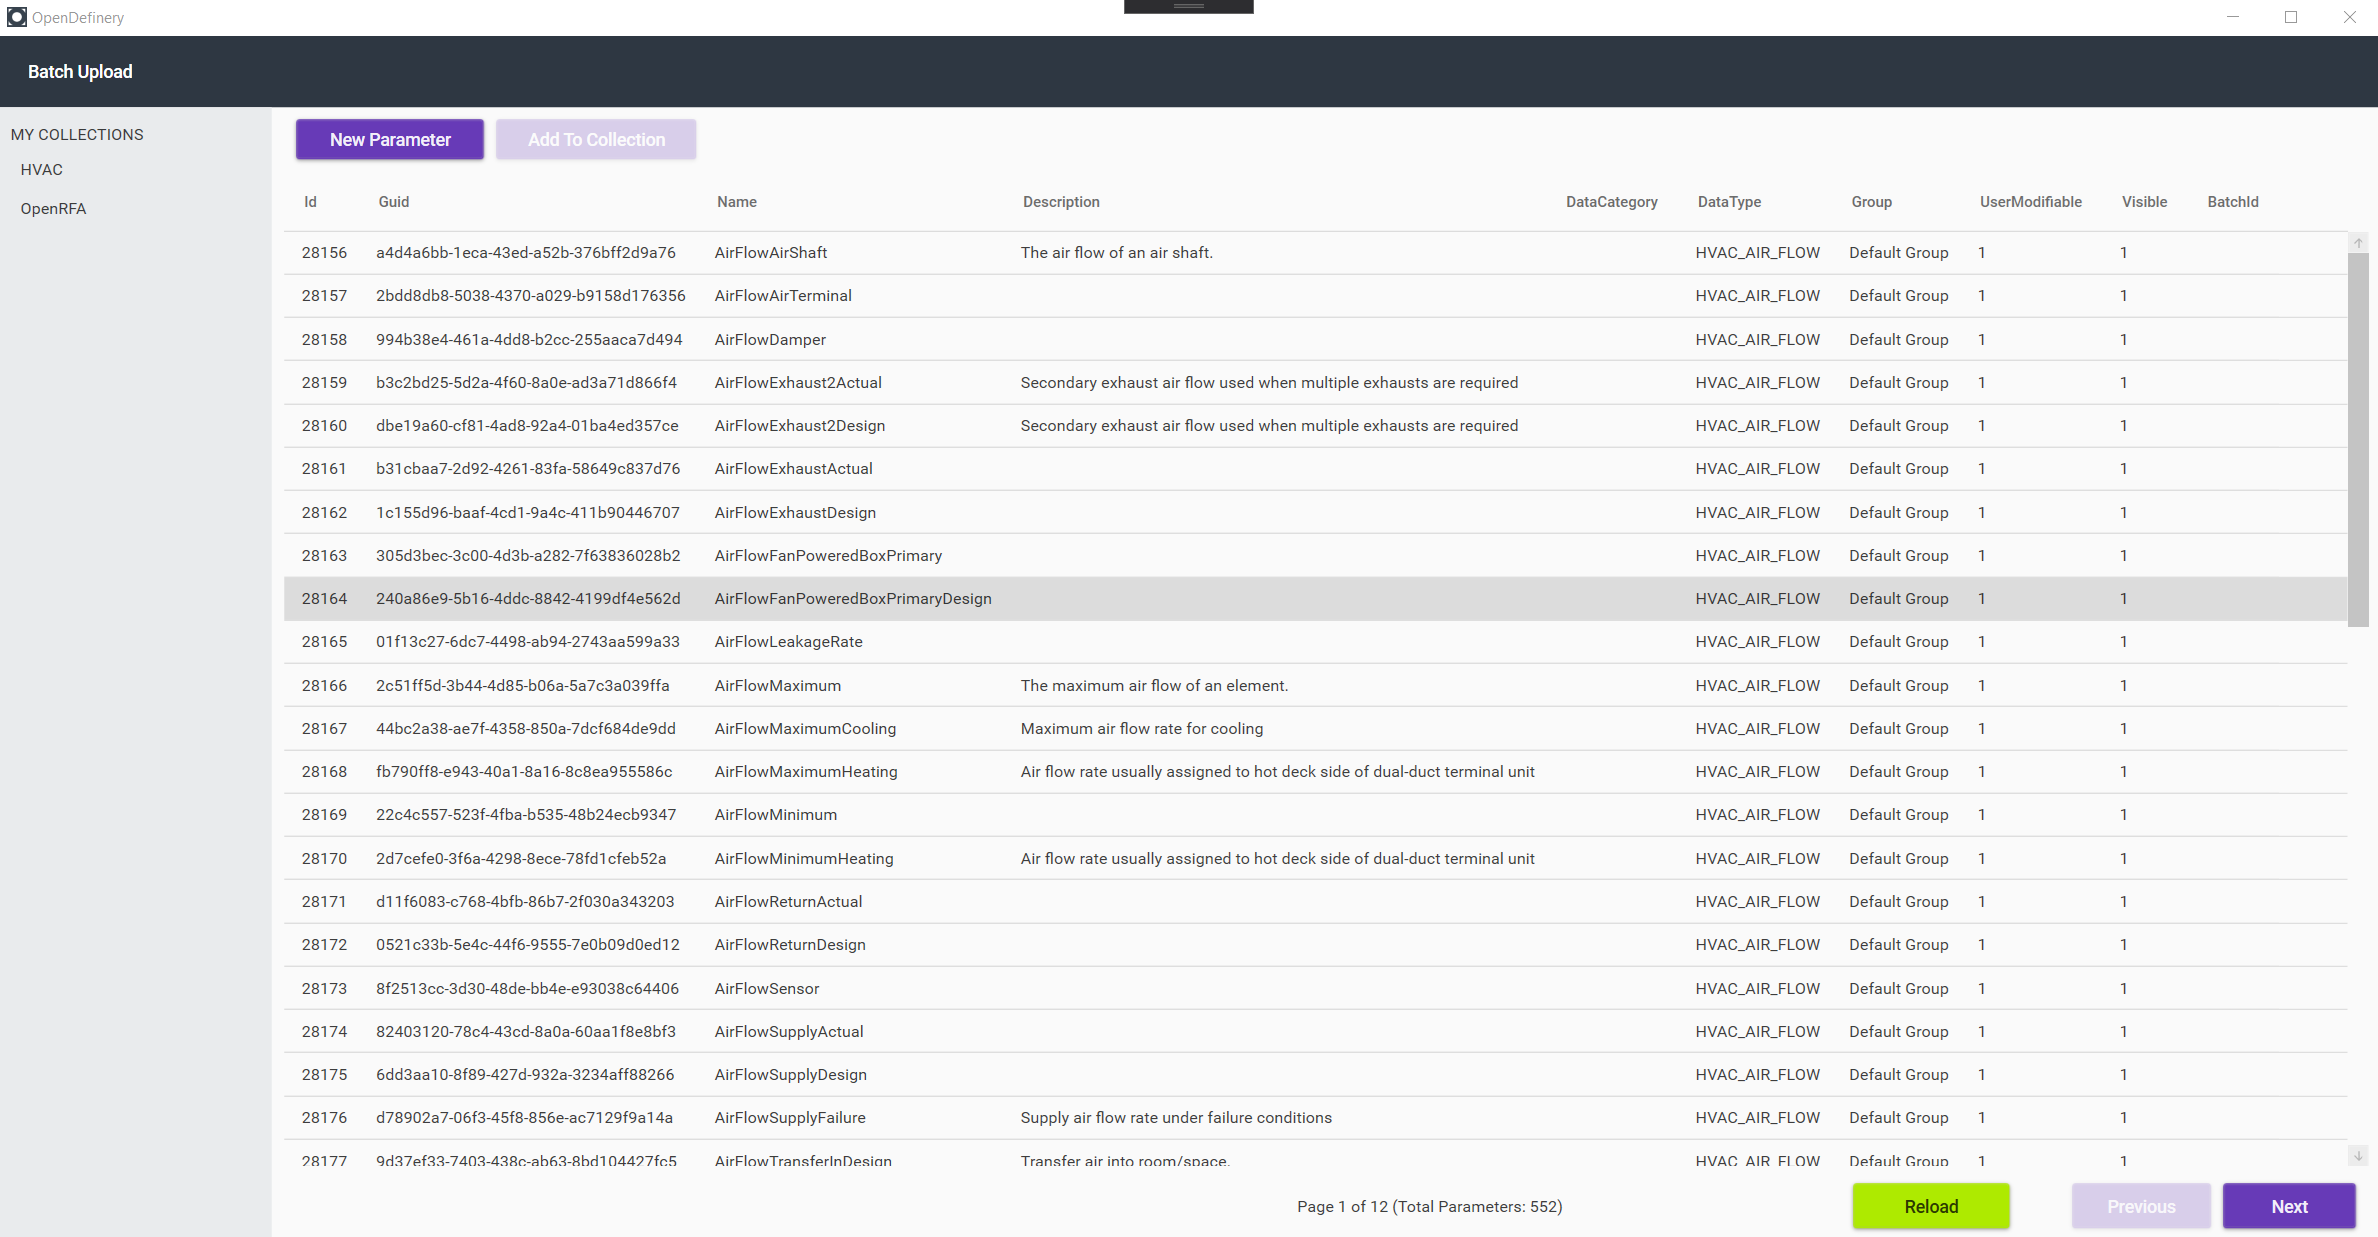 OpenDefinery
Batch Upload
MY COLLECTIONS
HVAC
OpenRFA
New Parameter Add To Collection
Id Guid Name Description DataCategory DataType Group UserModifiable Visible BatchId
28156 a4d4a6bb-1eca-43ed-a52b-376bff2d9a76 AirFlowAirShaft The air flow of an air shaft. HVAC_AIR_FLOW Default Group 1 1
28157 2bdd8db8-5038-4370-a029-b9158d176356 AirFlowAirTerminal HVAC_AIR_FLOW Default Group 1 1
28158 994b38e4-461a-4dd8-b2cc-255aaca7d494 AirFlowDamper HVAC_AIR_FLOW Default Group 1 1
28159 b3c2bd25-5d2a-4f60-8a0e-ad3a71d866f4 AirFlowExhaust2Actual Secondary exhaust air flow used when multiple exhausts are required HVAC_AIR_FLOW Default Group 1 1
28160 dbe19a60-cf81-4ad8-92a4-01ba4ed357ce AirFlowExhaust2Design Secondary exhaust air flow used when multiple exhausts are required HVAC_AIR_FLOW Default Group 1 1
28161 b31cbaa7-2d92-4261-83fa-58649c837d76 AirFlowExhaustActual HVAC_AIR_FLOW Default Group 1 1
28162 1c155d96-baaf-4cd1-9a4c-411b90446707 AirFlowExhaustDesign HVAC_AIR_FLOW Default Group 1 1
28163 305d3bec-3c00-4d3b-a282-7f63836028b2 AirFlowFanPoweredBoxPrimary HVAC_AIR_FLOW Default Group 1 1
28164 240a86e9-5b16-4ddc-8842-4199df4e562d AirFlowFanPoweredBoxPrimaryDesign HVAC_AIR_FLOW Default Group 1 1
28165 01f13c27-6dc7-4498-ab94-2743aa599a33 AirFlowLeakageRate HVAC_AIR_FLOW Default Group 1 1
28166 2c51ff5d-3b44-4d85-b06a-5a7c3a039ffa AirFlowMaximum The maximum air flow of an element. HVAC_AIR_FLOW Default Group 1 1
28167 44bc2a38-ae7f-4358-850a-7dcf684de9dd AirFlowMaximumCooling Maximum air flow rate for cooling HVAC_AIR_FLOW Default Group 1 1
28168 fb790ff8-e943-40a1-8a16-8c8ea955586c AirFlowMaximumHeating Air flow rate usually assigned to hot deck side of dual-duct terminal unit HVAC_AIR_FLOW Default Group 1 1
28169 22c4c557-523f-4fba-b535-48b24ecb9347 AirFlowMinimum HVAC_AIR_FLOW Default Group 1 1
28170 2d7cefe0-3f6a-4298-8ece-78fd1cfeb52a AirFlowMinimumHeating Air flow rate usually assigned to hot deck side of dual-duct terminal unit HVAC_AIR_FLOW Default Group 1 1
28171 d11f6083-c768-4bfb-86b7-2f030a343203 AirFlowReturnActual HVAC_AIR_FLOW Default Group 1 1
28172 0521c33b-5e4c-44f6-9555-7e0b09d0ed12 AirFlowReturnDesign HVAC_AIR_FLOW Default Group 1 1
28173 8f2513cc-3d30-48de-bb4e-e93038c64406 AirFlowSensor HVAC_AIR_FLOW Default Group 1 1
28174 82403120-78c4-43cd-8a0a-60aa1f8e8bf3 AirFlowSupplyActual HVAC_AIR_FLOW Default Group 1 1
28175 6dd3aa10-8f89-427d-932a-3234aff88266 AirFlowSupplyDesign HVAC_AIR_FLOW Default Group 1 1
28176 d78902a7-06f3-45f8-856e-ac7129f9a14a AirFlowSupplyFailure Supply air flow rate under failure conditions HVAC_AIR_FLOW Default Group 1 1
28177 9d37ef33-7403-438c-ab63-8bd104427fc5 AirFlowTransferInDesign Transfer air into room/space. HVAC_AIR_FLOW Default Group 1 1
Page 1 of 12 (Total Parameters: 552) Reload Previous Next